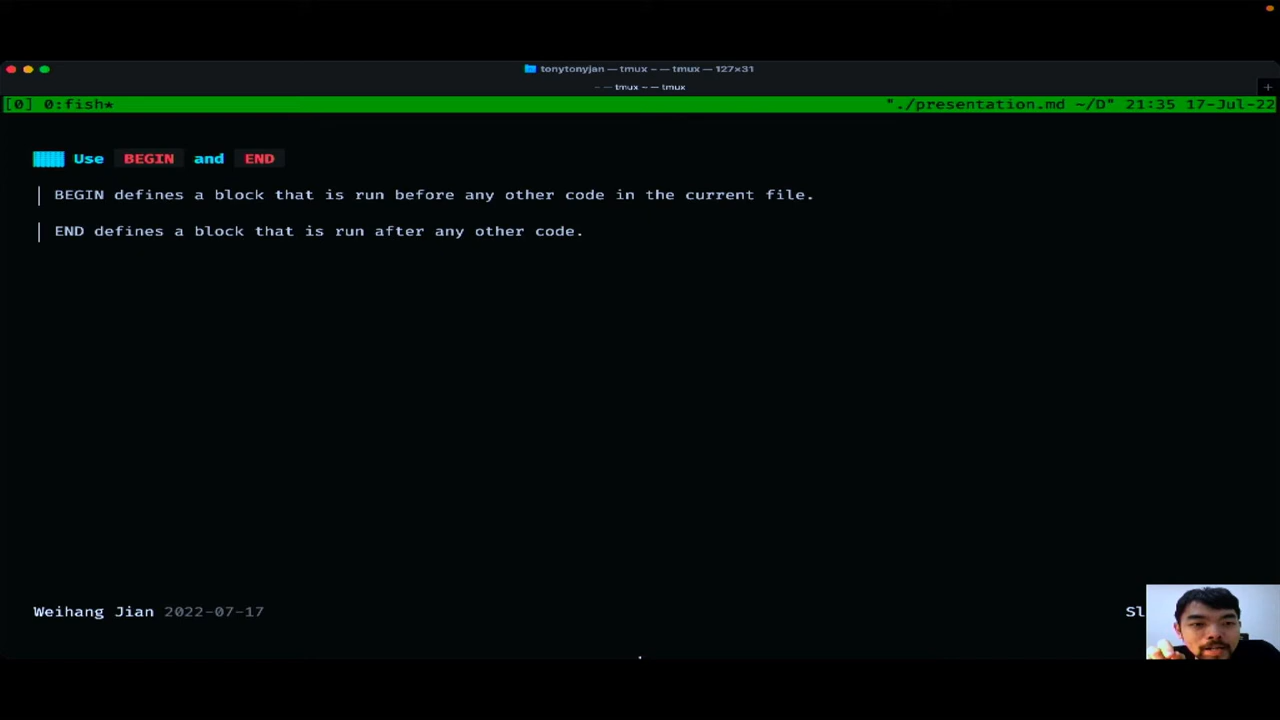 tonytonyjan — tmux - — tmux — 127×31
- — tmux - — tmux
+
[0] 0:fish* "./presentation.md ~/D" 21:35 17-Jul-22
Use BEGIN and END
BEGIN defines a block that is run before any other code in the current file.
END defines a block that is run after any other code.
Weihang Jian 2022-07-17
Sl